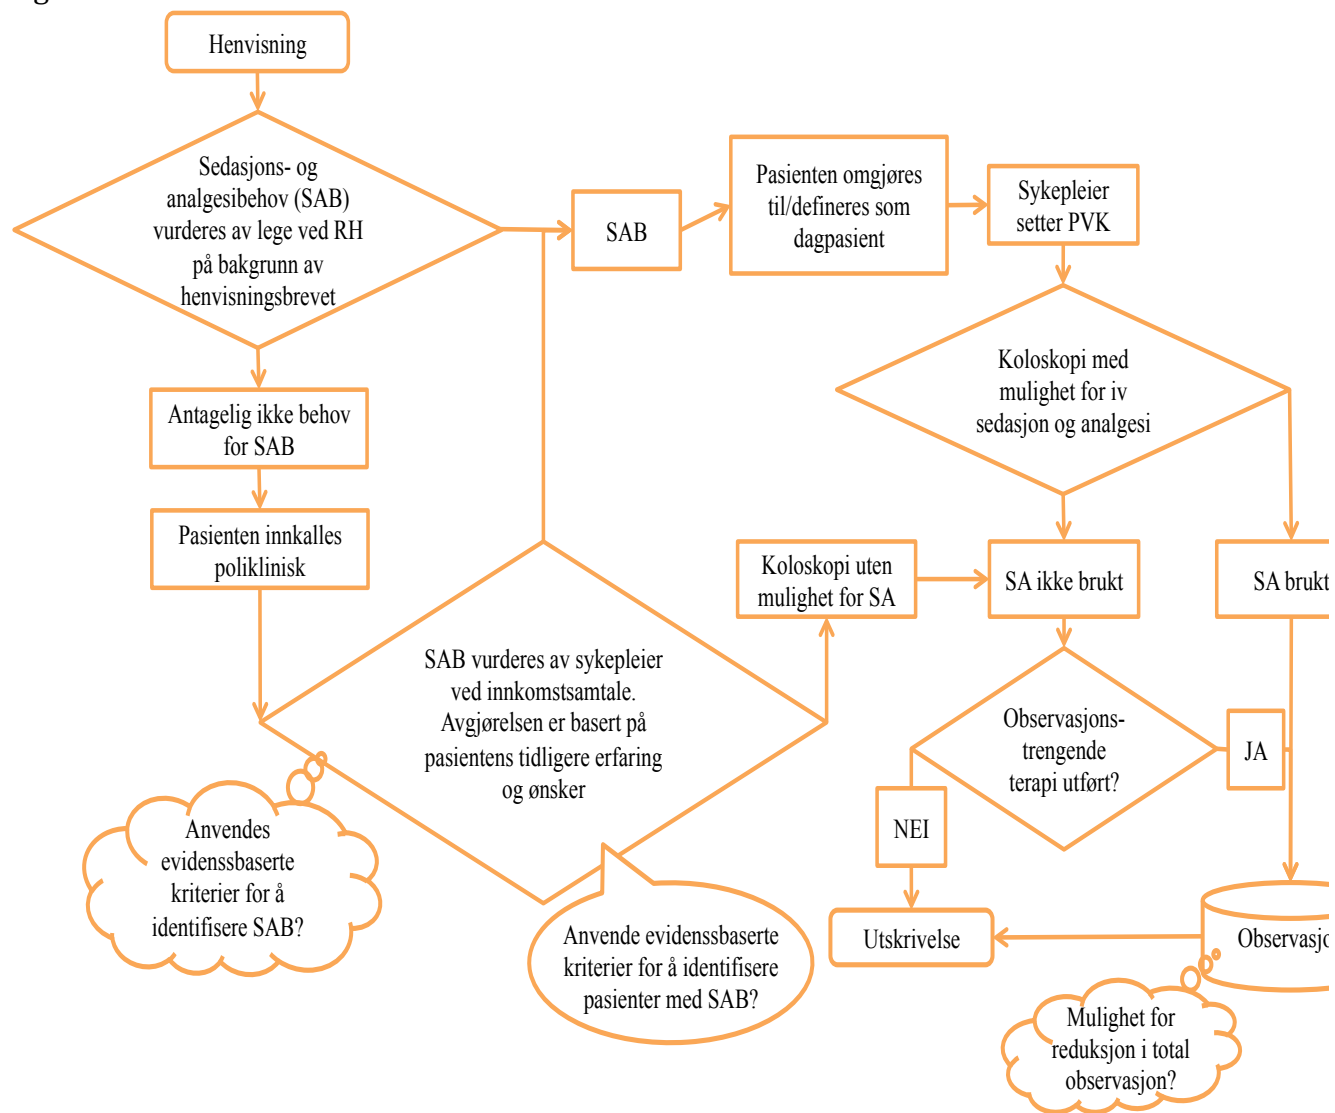 Henvisning
Sedasjons- og
analgesibehov (SAB)
vurderes av lege ved RH
på bakgrunn av
henvisningsbrevet
SAB
Pasienten omgjøres
til/defineres som
dagpasient
Sykepleier
setter PVK
Koloskopi med
mulighet for iv
sedasjon og analgesi
Antagelig ikke behov
for SAB
Pasienten innkalles
poliklinisk
SAB vurderes av sykepleier
ved innkomstsamtale.
Avgjørelsen er basert på
pasientens tidligere erfaring
og ønsker
Koloskopi uten
mulighet for SA
SA ikke brukt
SA brukt
Observasjons-
trengende
terapi utført?
JA
NEI
Utskrivelse
Observasjo
Anvendes
evidenssbaserte
kriterier for å
identifisere SAB?
Anvende evidenssbaserte
kriterier for å identifisere
pasienter med SAB?
Mulighet for
reduksjon i total
observasjon?